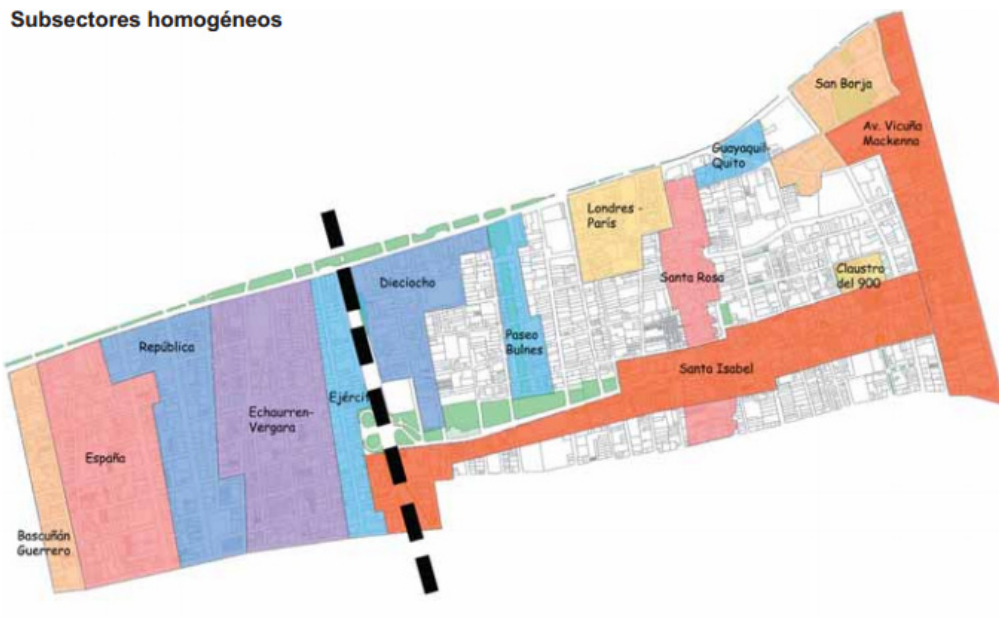 Subsectores homogéneos
San Borja
Av. Vicuña
Mackenna
Guayaquil-
Quito
Londres -
París
Santa Rosa
Claustro
del 900
Dieciocho
Paseo
Bulnes
República
Santa Isabel
Echaurren-
Vergara
España
Bascuñán
Guerrero